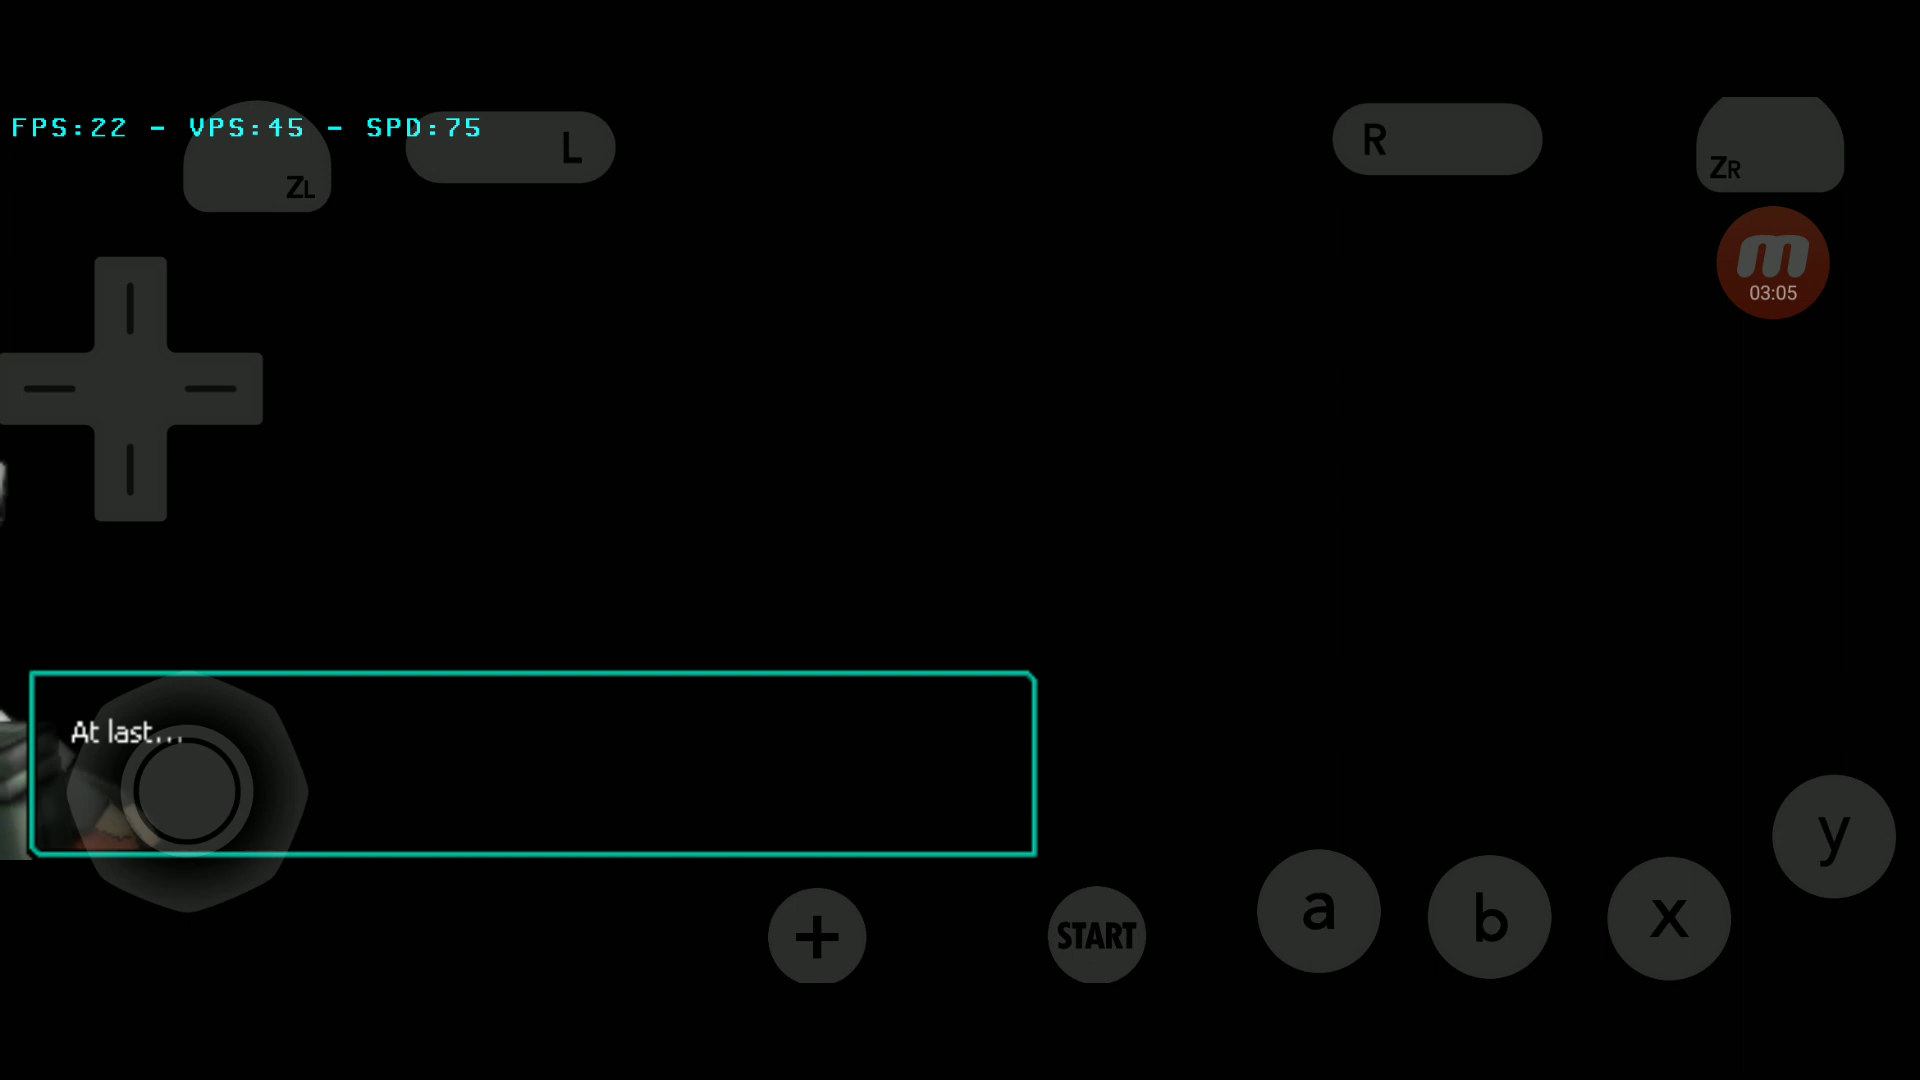 FPS:22 - VPS:45 - SPD:75
ZL
L
R
ZR
m
03:05
At last...
y
+
START
a
b
x